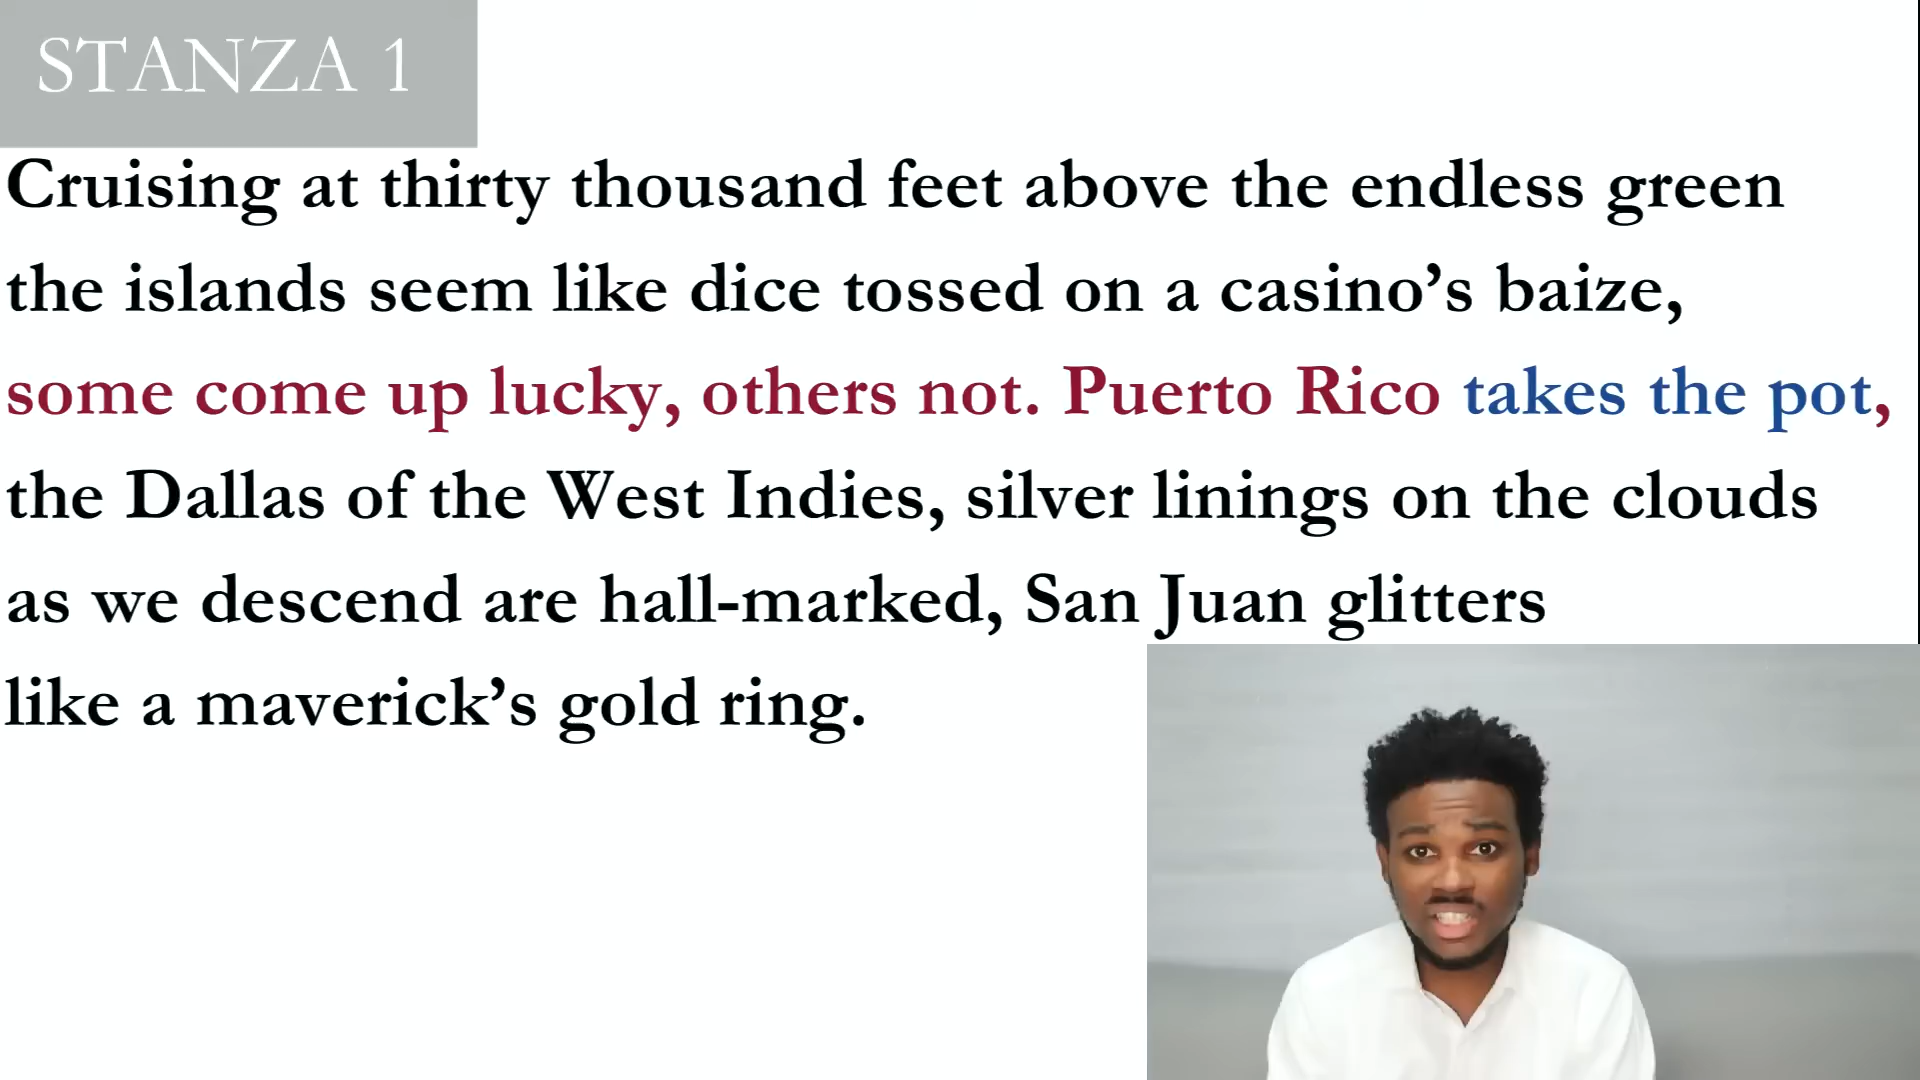 STANZA 1
Cruising at thirty thousand feet above the endless green
the islands seem like dice tossed on a casino’s baize,
some come up lucky, others not. Puerto Rico takes the pot,
the Dallas of the West Indies, silver linings on the clouds
as we descend are hall-marked, San Juan glitters
like a maverick’s gold ring.